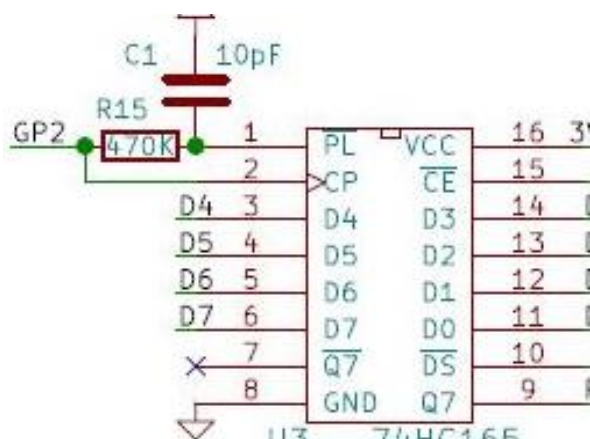 C1 10pF
R15
GP2 470K 1 PL VCC 16
2 CP CE 15
D4 3 D4 D3 14
D5 4 D5 D2 13
D6 5 D6 D1 12
D7 6 D7 D0 11
7 Q7 DS 10
8 GND Q7 9
U3 74HC165